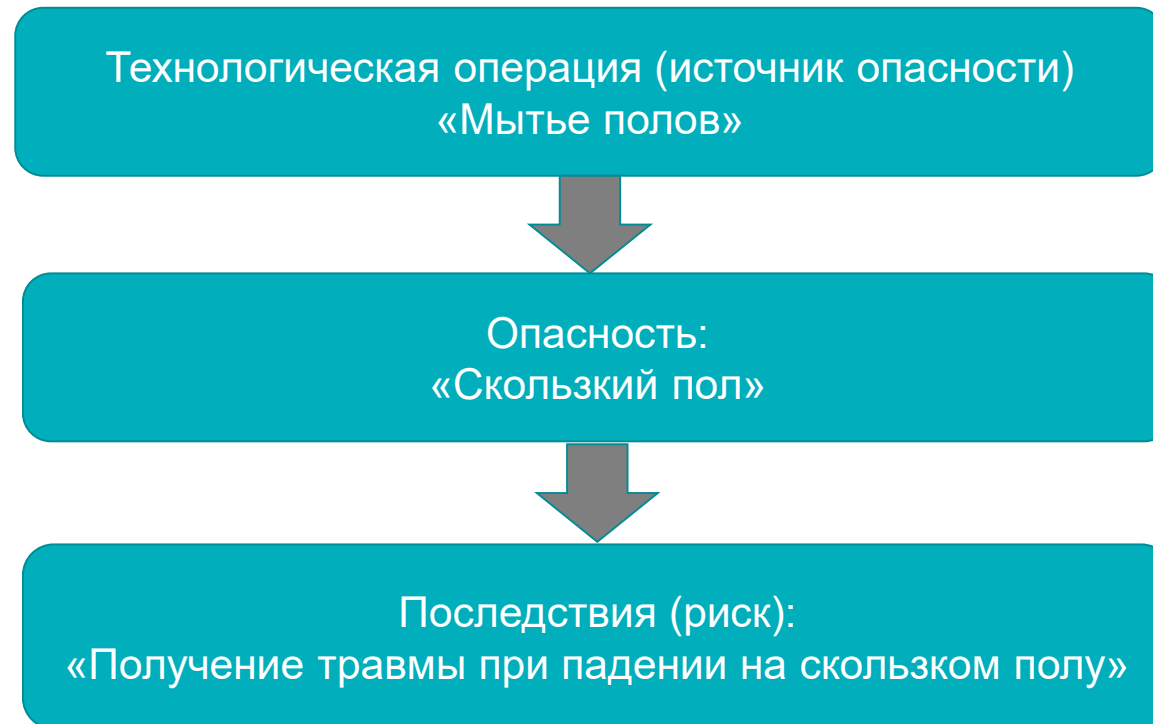 Технологическая операция (источник опасности)
«Мытье полов»
Опасность:
«Скользкий пол»
Последствия (риск):
«Получение травмы при падении на скользком полу»